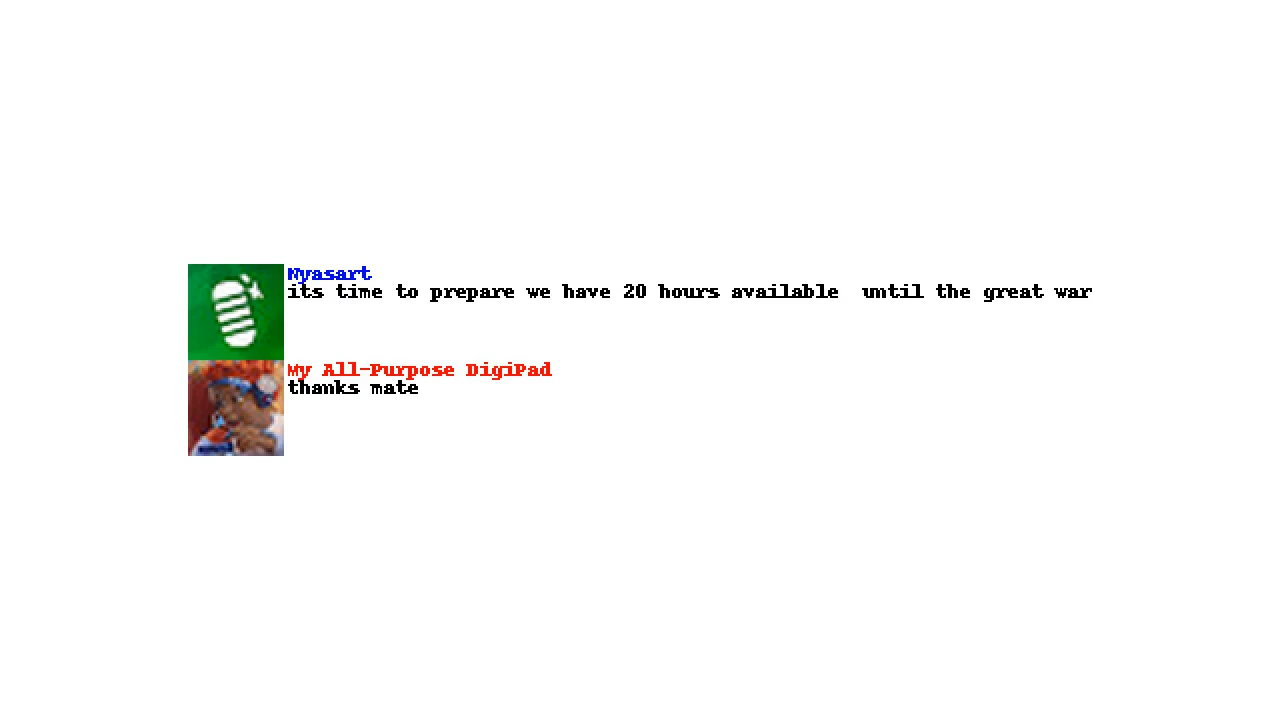 Nyasart
its time to prepare we have 20 hours available  until the great war
My All-Purpose DigiPad
thanks mate